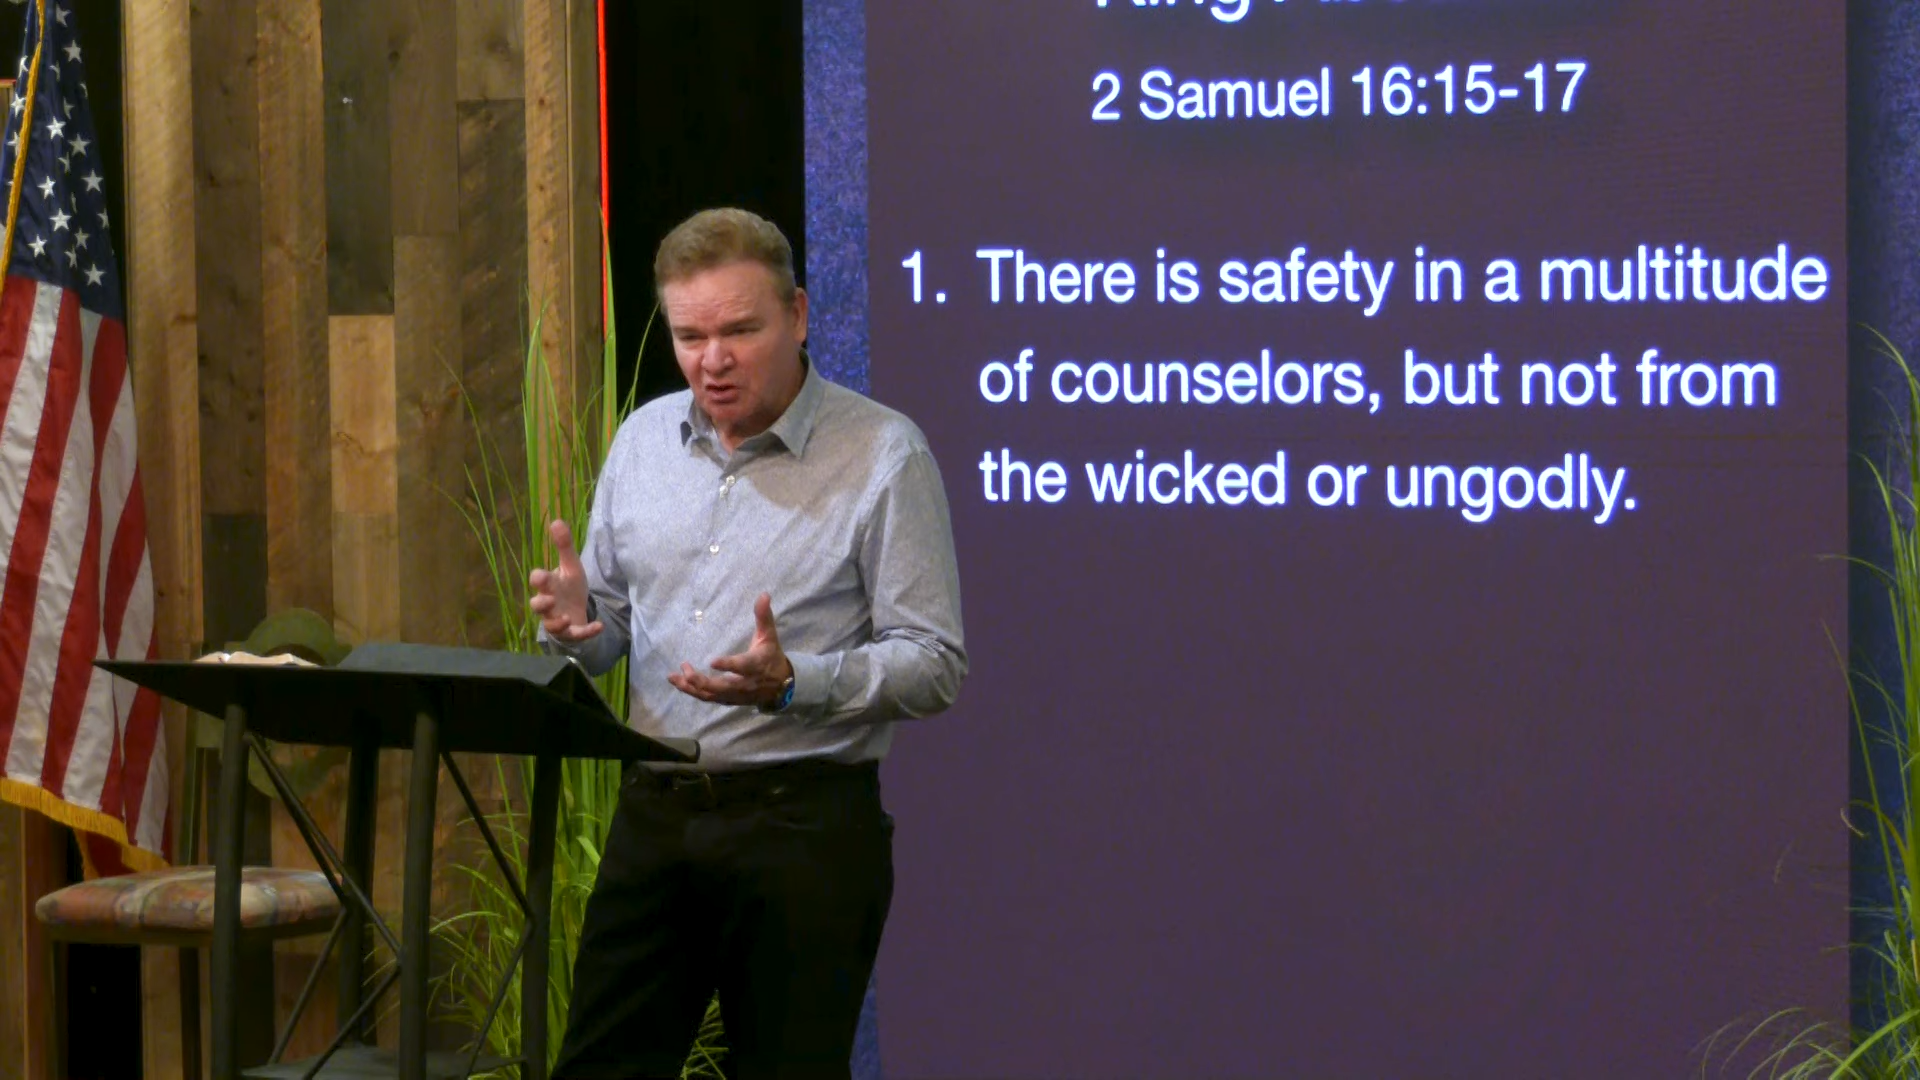 King
2 Samuel 16:15-17
1. There is safety in a multitude
of counselors, but not from
the wicked or ungodly.